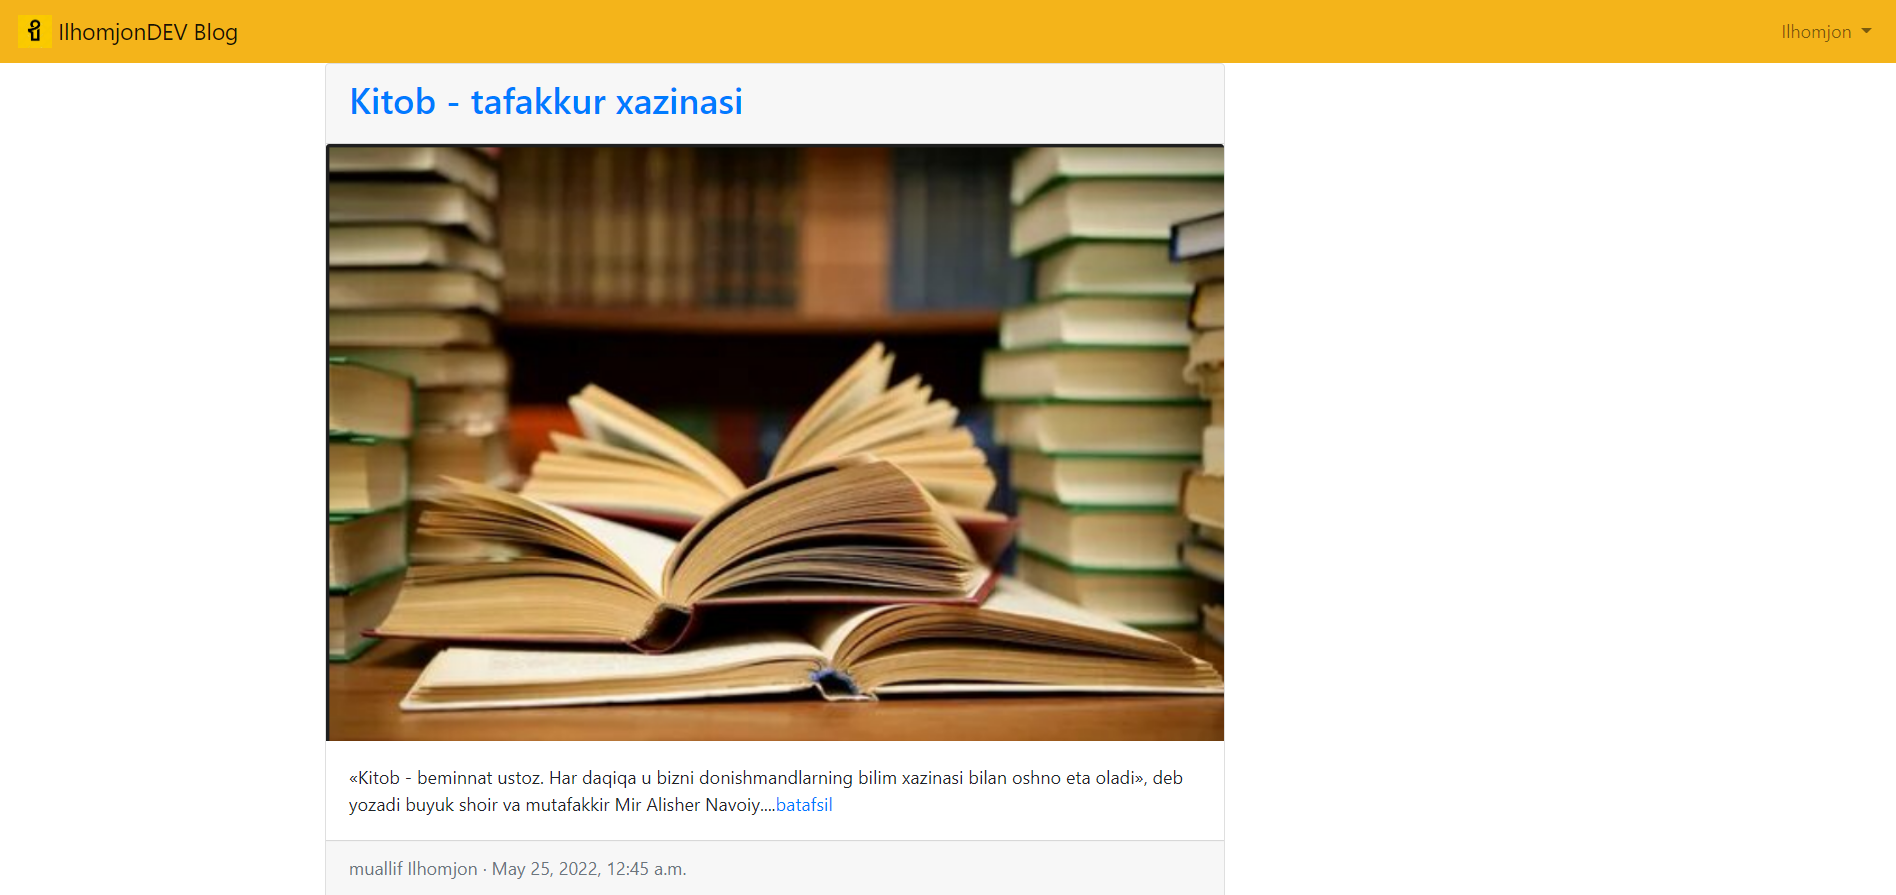 IlhomjonDEV Blog
Ilhomjon
Kitob - tafakkur xazinasi
«Kitob - beminnat ustoz. Har daqiqa u bizni donishmandlarning bilim xazinasi bilan oshno eta oladi», deb
yozadi buyuk shoir va mutafakkir Mir Alisher Navoiy....batafsil
muallif Ilhomjon · May 25, 2022, 12:45 a.m.